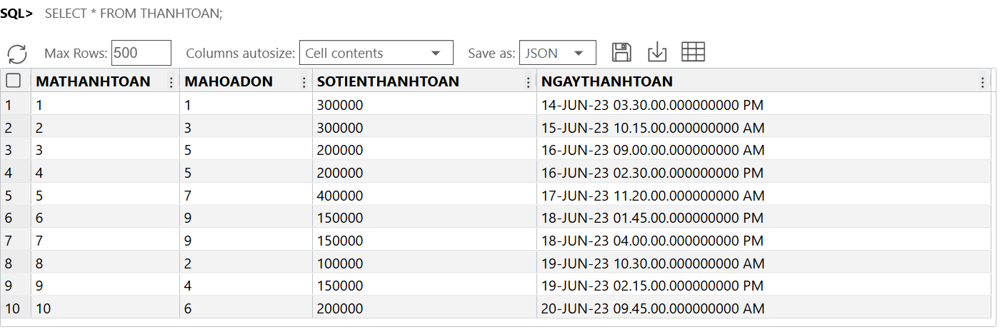 SQL> SELECT * FROM THANHTOAN;
Max Rows: 500 Columns autosize: Cell contents Save as: JSON
MATHANHTOAN MAHOADON SOTIENTHANHTOAN NGAYTHANHTOAN
1 1 1 300000 14-JUN-23 03.30.00.000000000 PM
2 2 3 300000 15-JUN-23 10.15.00.000000000 AM
3 3 5 200000 16-JUN-23 09.00.00.000000000 AM
4 4 5 200000 16-JUN-23 02.30.00.000000000 PM
5 5 7 400000 17-JUN-23 11.20.00.000000000 AM
6 6 9 150000 18-JUN-23 01.45.00.000000000 PM
7 7 9 150000 18-JUN-23 04.00.00.000000000 PM
8 8 2 100000 19-JUN-23 10.30.00.000000000 AM
9 9 4 150000 19-JUN-23 02.15.00.000000000 PM
10 10 6 200000 20-JUN-23 09.45.00.000000000 AM